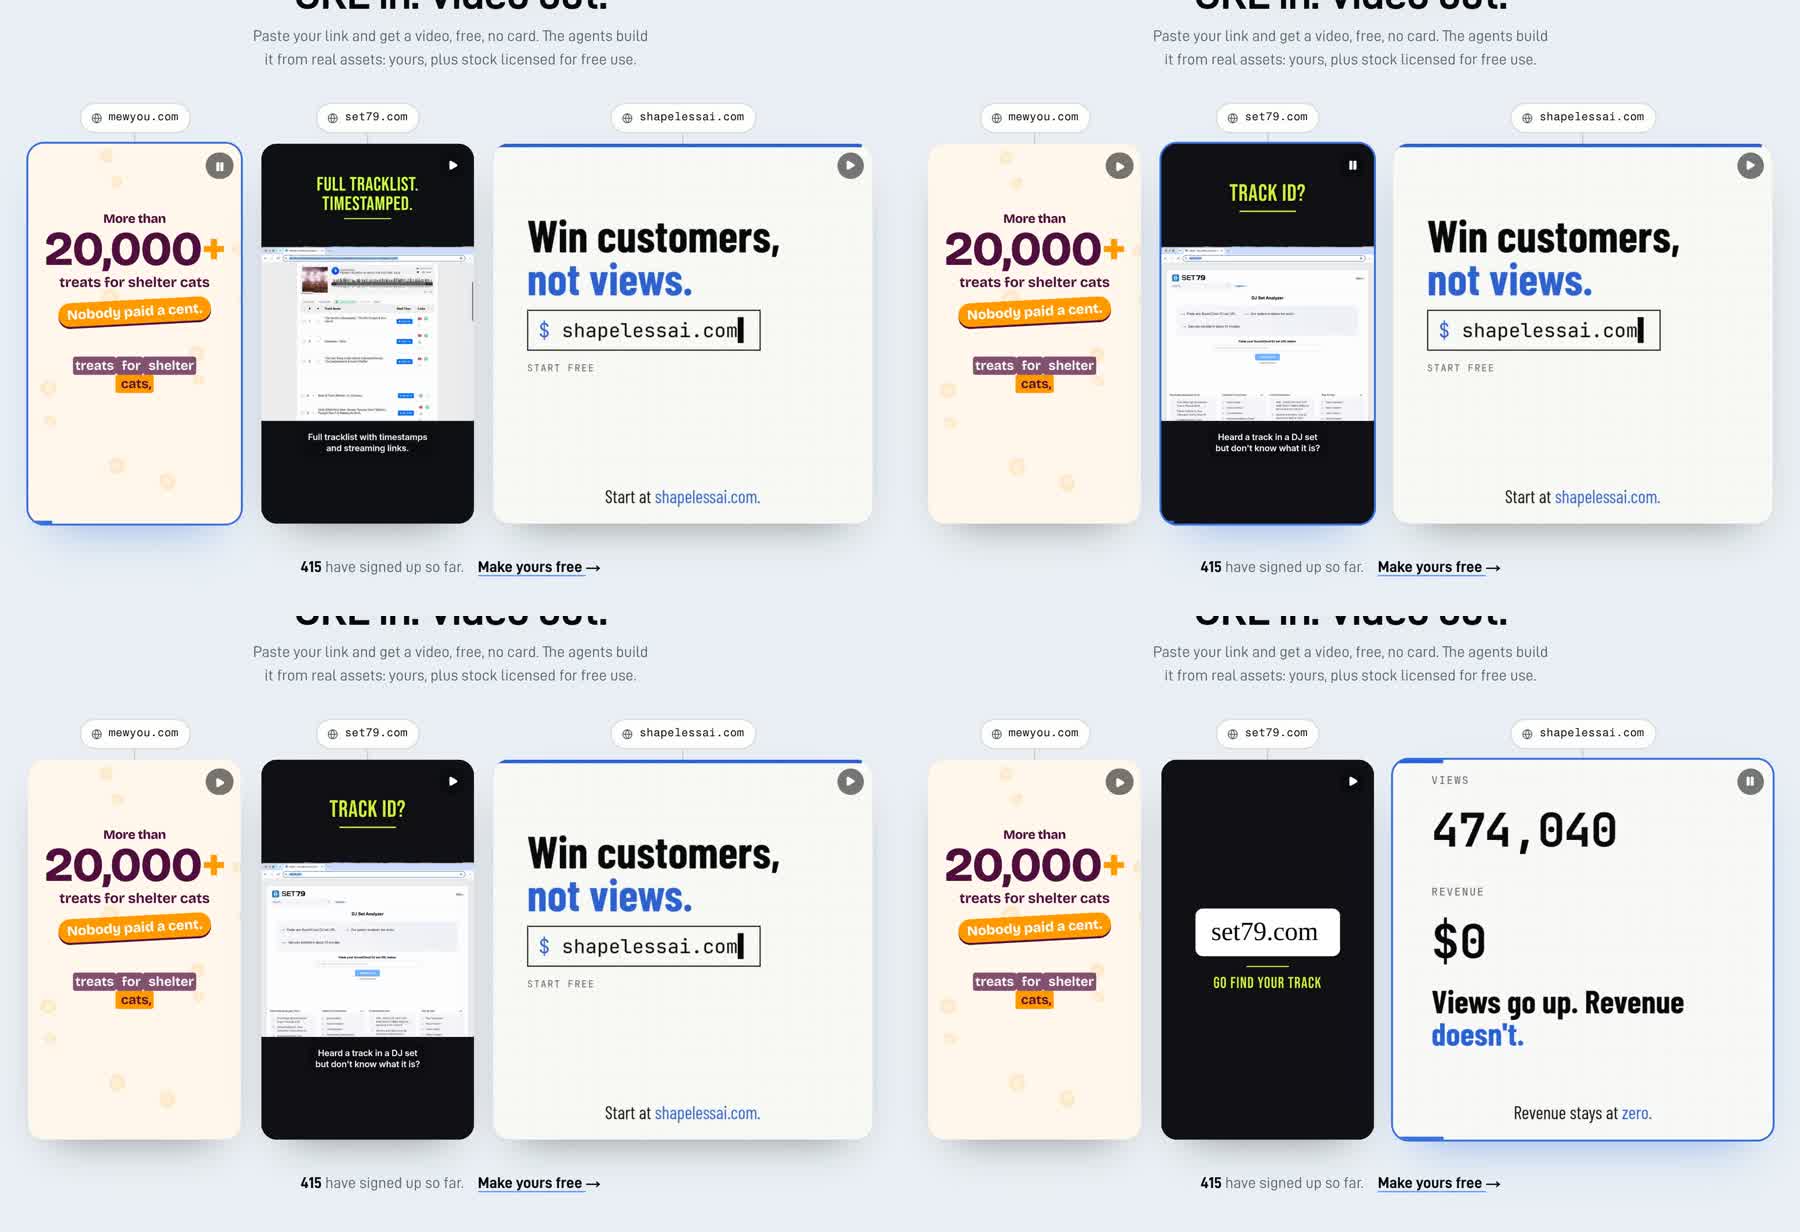 Paste your link and get a video, free, no card. The agents build
it from real assets: yours, plus stock licensed for free use.
mewyou.com
set79.com
shapelessai.com
More than
20,000+
treats for shelter cats
Nobody paid a cent.
treats for shelter
cats,
FULL TRACKLIST.
TIMESTAMPED.
Full tracklist with timestamps
and streaming links.
Win customers,
not views.
$ shapelessai.com
START FREE
Start at shapelessai.com.
415 have signed up so far. Make yours free →
Paste your link and get a video, free, no card. The agents build
it from real assets: yours, plus stock licensed for free use.
mewyou.com
set79.com
shapelessai.com
More than
20,000+
treats for shelter cats
Nobody paid a cent.
treats for shelter
cats,
TRACK ID?
SET79
DJ Set Analyzer
Heard a track in a DJ set
but don't know what it is?
Win customers,
not views.
$ shapelessai.com
START FREE
Start at shapelessai.com.
415 have signed up so far. Make yours free →
Paste your link and get a video, free, no card. The agents build
it from real assets: yours, plus stock licensed for free use.
mewyou.com
set79.com
shapelessai.com
More than
20,000+
treats for shelter cats
Nobody paid a cent.
treats for shelter
cats,
TRACK ID?
SET79
DJ Set Analyzer
Heard a track in a DJ set
but don't know what it is?
Win customers,
not views.
$ shapelessai.com
START FREE
Start at shapelessai.com.
415 have signed up so far. Make yours free →
Paste your link and get a video, free, no card. The agents build
it from real assets: yours, plus stock licensed for free use.
mewyou.com
set79.com
shapelessai.com
More than
20,000+
treats for shelter cats
Nobody paid a cent.
treats for shelter
cats,
set79.com
GO FIND YOUR TRACK
VIEWS
474,040
REVENUE
$0
Views go up. Revenue
doesn't.
Revenue stays at zero.
415 have signed up so far. Make yours free →